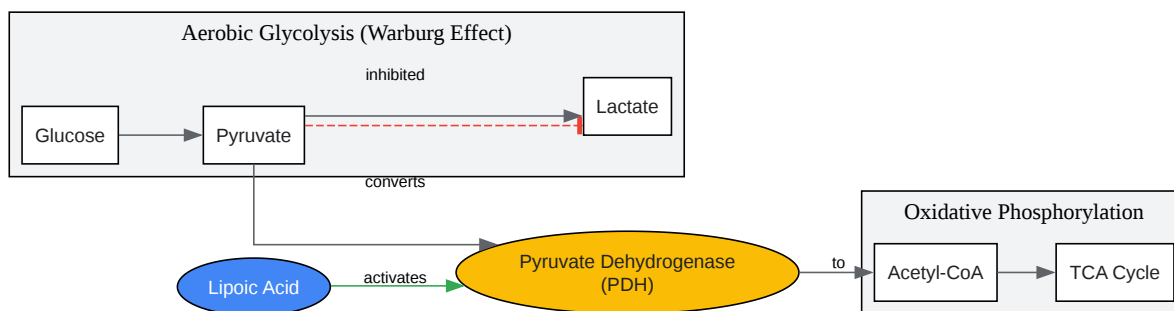 Aerobic Glycolysis (Warburg Effect)
inhibited
Glucose
Pyruvate
Lactate
converts
Lipoic Acid
activates
Pyruvate Dehydrogenase
(PDH)
to
Oxidative Phosphorylation
Acetyl-CoA
TCA Cycle